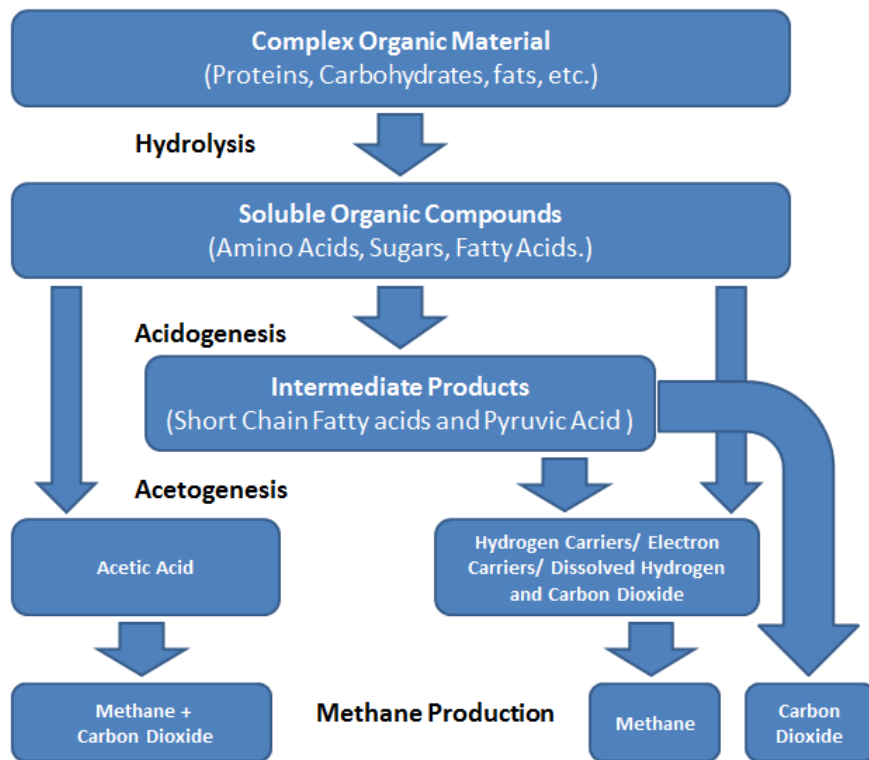 Complex Organic Material
(Proteins, Carbohydrates, fats, etc.)
Hydrolysis
Soluble Organic Compounds
(Amino Acids, Sugars, Fatty Acids.)
Acidogenesis
Intermediate Products
(Short Chain Fatty acids and Pyruvic Acid )
Acetogenesis
Acetic Acid
Hydrogen Carriers/ Electron
Carriers/ Dissolved Hydrogen
and Carbon Dioxide
Methane +
Carbon Dioxide
Methane Production
Methane
Carbon
Dioxide